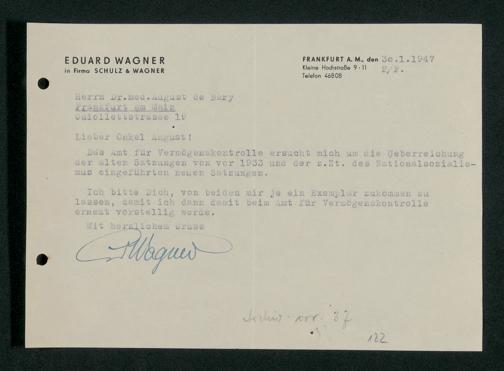 EDUARD WAGNER
in Firma SCHULZ & WAGNER
FRANKFURT A. M., den 30.1.1947
Kleine Hochstraße 9 - 11
Telefon 46808
Herrn Dr.med.August de Bary
Frankfurt am Main
Guiollettstrasse 19
Lieber Onkel August!
Das Amt für Vermögenskontrolle ersucht mich um die Ueberreichung
der alten Satzungen von vor 1933 und der z.Zt. des Nationalsozialis-
mus eingeführten neuen Satzungen.
Ich bitte Dich, von beiden mir je ein Exemplar zukommen zu
lassen, damit ich dann damit beim Amt für Vermögenskontrolle
erneut vorstellig werde.
Mit herzlichem Gruss
Wagner
122